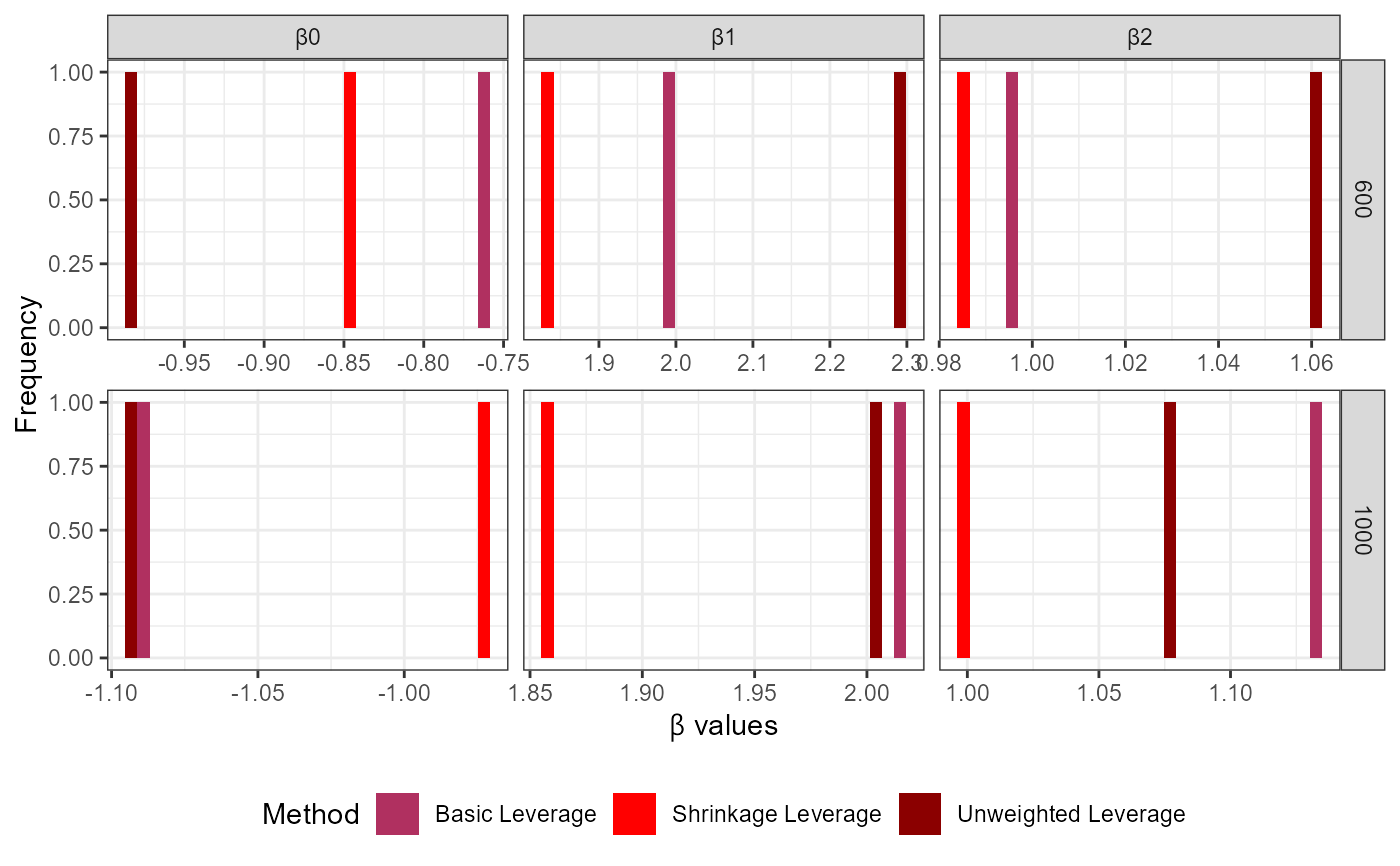 β0 β1 β2
1.00
0.75
0.50
0.25
0.00
600
-0.95 -0.90 -0.85 -0.80 -0.75 1.9 2.0 2.1 2.2 2.3 0.98 1.00 1.02 1.04 1.06
Frequency
1.00
0.75
0.50
0.25
0.00
1000
-1.10 -1.05 -1.00 1.85 1.90 1.95 2.00 1.00 1.05 1.10
β values
Method Basic Leverage Shrinkage Leverage Unweighted Leverage